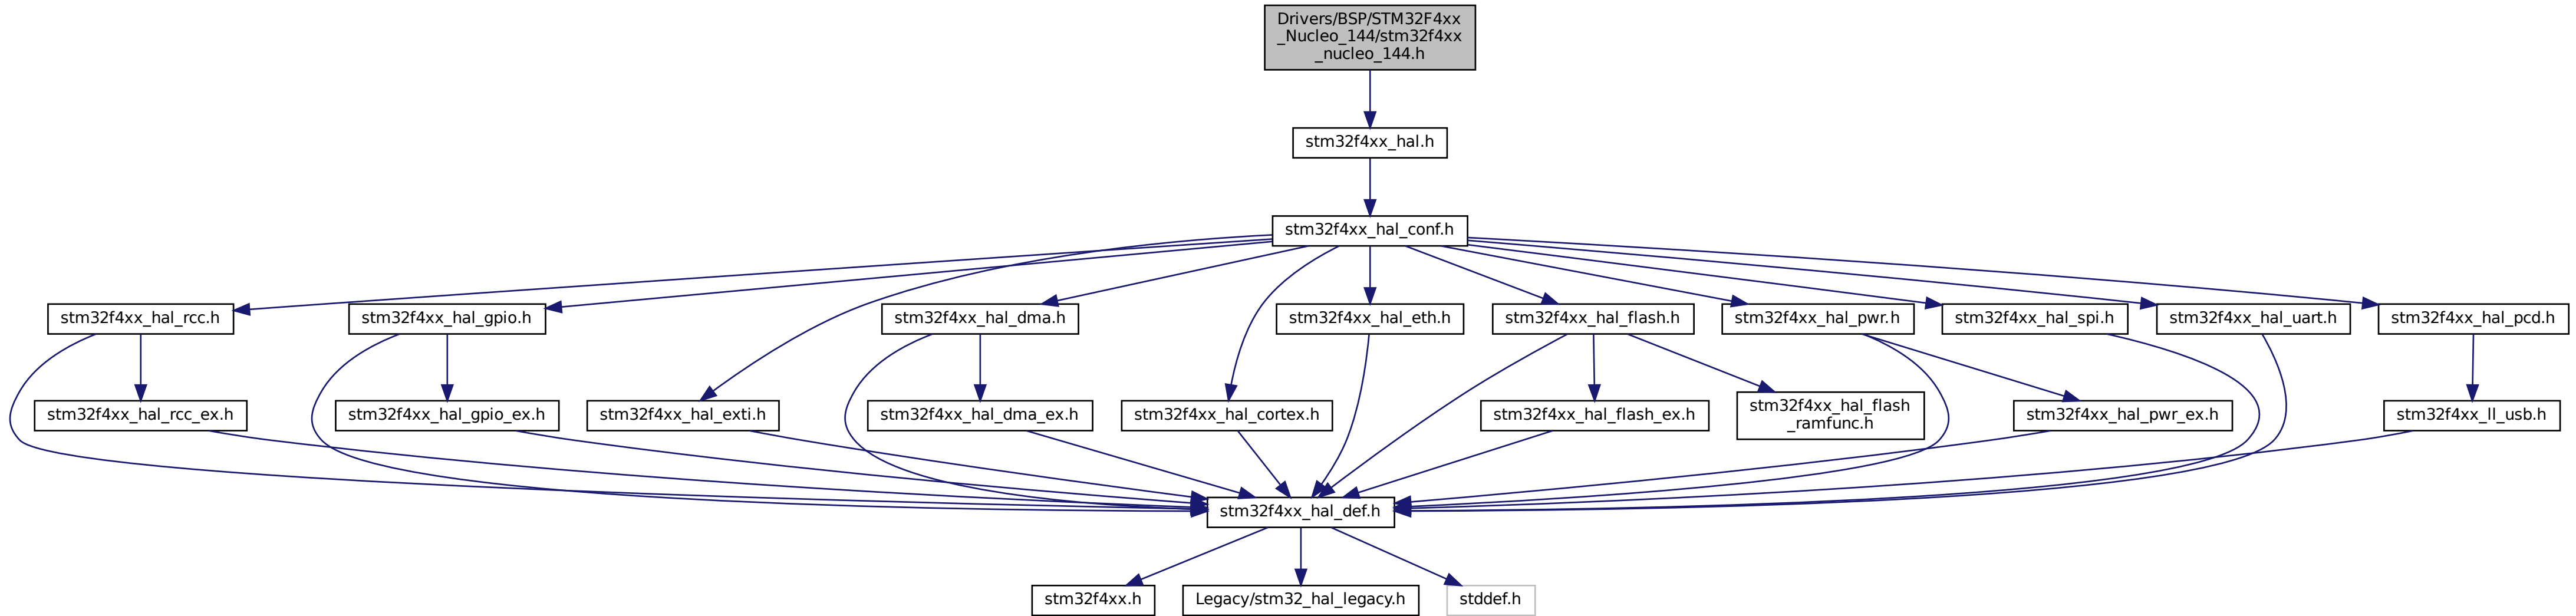 Drivers/BSP/STM32F4xx
_Nucleo_144/stm32f4xx
_nucleo_144.h
stm32f4xx_hal.h
stm32f4xx_hal_conf.h
stm32f4xx_hal_rcc.h
stm32f4xx_hal_gpio.h
stm32f4xx_hal_dma.h
stm32f4xx_hal_eth.h
stm32f4xx_hal_flash.h
stm32f4xx_hal_pwr.h
stm32f4xx_hal_spi.h
stm32f4xx_hal_uart.h
stm32f4xx_hal_pcd.h
stm32f4xx_hal_rcc_ex.h
stm32f4xx_hal_gpio_ex.h
stm32f4xx_hal_exti.h
stm32f4xx_hal_dma_ex.h
stm32f4xx_hal_cortex.h
stm32f4xx_hal_flash_ex.h
stm32f4xx_hal_flash
_ramfunc.h
stm32f4xx_hal_pwr_ex.h
stm32f4xx_ll_usb.h
stm32f4xx_hal_def.h
stm32f4xx.h
Legacy/stm32_hal_legacy.h
stddef.h